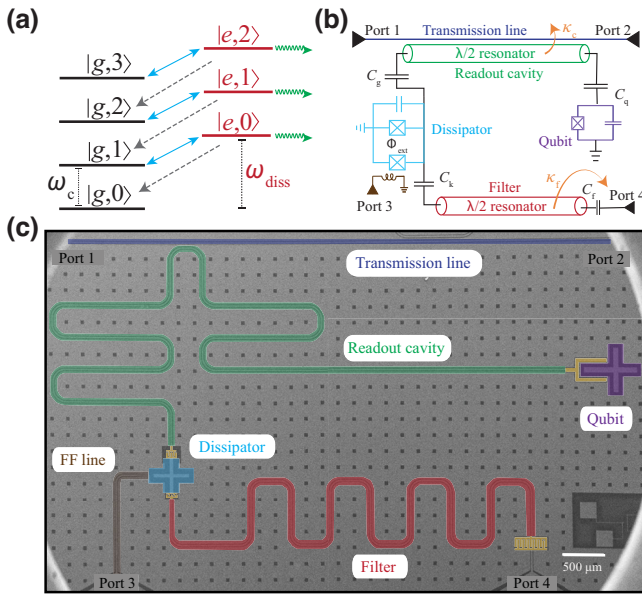 (a)
|g,3⟩
|g,2⟩
|g,1⟩
|g,0⟩
|e,2⟩
|e,1⟩
|e,0⟩
ω_c
ω_diss
(b)
Port 1
Transmission line
κ_c
Port 2
λ/2 resonator
Readout cavity
C_g
C_q
Dissipator
Qubit
Φ_ext
C_k
Port 3
Filter
λ/2 resonator
κ_f
C_f
Port 4
(c)
Port 1
Transmission line
Port 2
Readout cavity
Qubit
FF line
Dissipator
Port 3
Filter
Port 4
500 μm